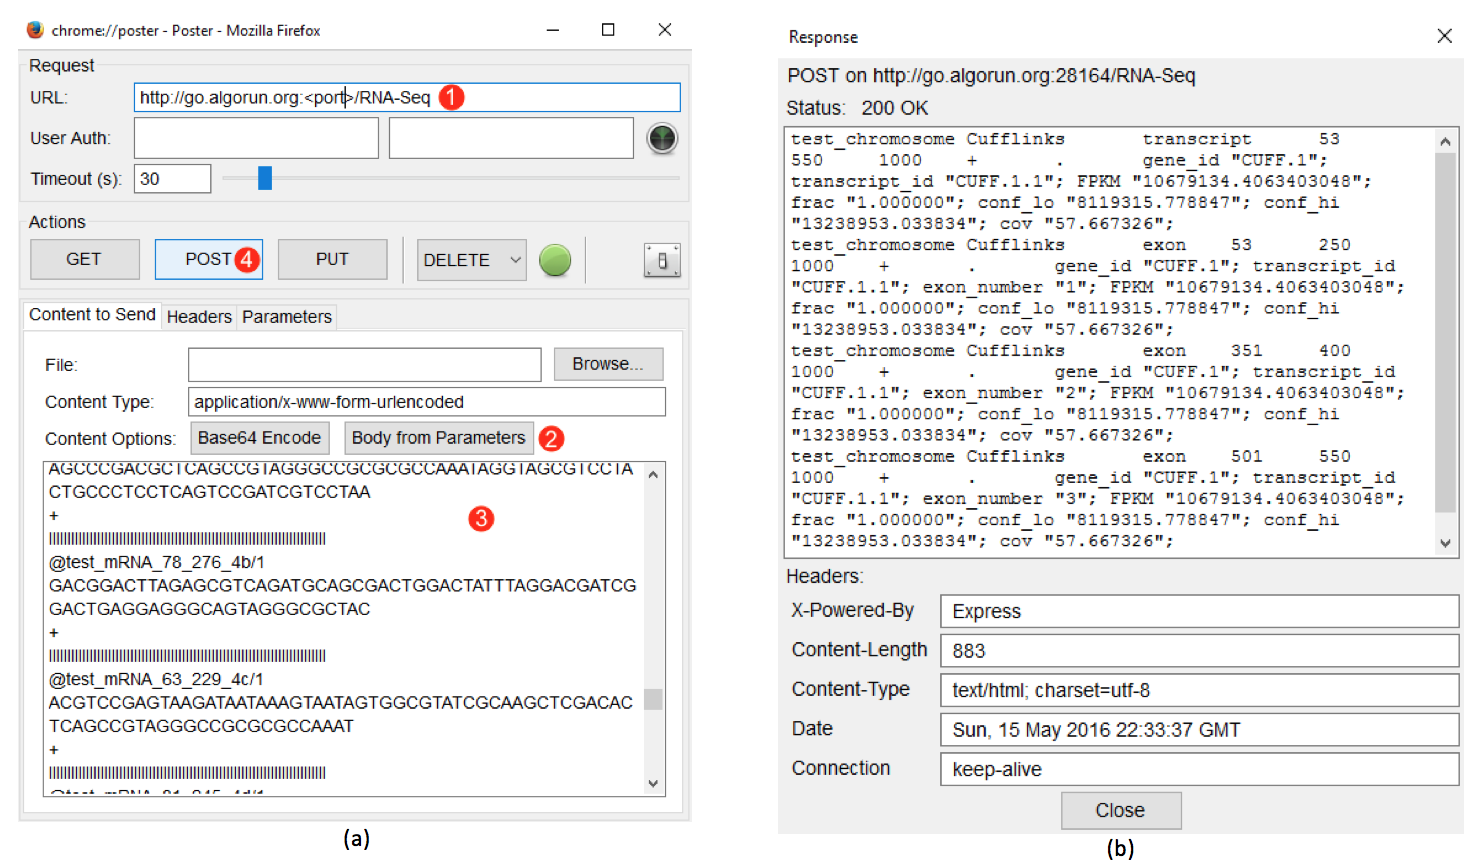 chrome://poster - Poster - Mozilla Firefox
Request
URL: http://go.algorun.org:<port>/RNA-Seq 1
User Auth:
Timeout (s): 30
Actions
GET POST 4 PUT DELETE
Content to Send Headers Parameters
File: Browse...
Content Type: application/x-www-form-urlencoded
Content Options: Base64 Encode Body from Parameters 2
AGCCCGACGCTCAGCCGTAGGGCCGCGCGCCAAATAGGTAGCGTCCTA
CTGCCCTCCTCAGTCCGATCGTCCTAA
+
3
@test_mRNA_78_276_4b/1
GACGGACTTAGAGCGTCAGATGCAGCGACTGGACTATTTAGGACGATCG
GACTGAGGAGGGCAGTAGGGCGCTAC
+
@test_mRNA_63_229_4c/1
ACGTCCGAGTAAGATAATAAAGTAATAGTGGCGTATCGCAAGCTCGACAC
TCAGCCGTAGGGCCGCGCGCCAAAT
+
(a)
Response
POST on http://go.algorun.org:28164/RNA-Seq
Status: 200 OK
test_chromosome Cufflinks transcript 53
550 1000 + . gene_id "CUFF.1";
transcript_id "CUFF.1.1"; FPKM "10679134.4063403048";
frac "1.000000"; conf_lo "8119315.778847"; conf_hi
"13238953.033834"; cov "57.667326";
test_chromosome Cufflinks exon 53 250
1000 + . gene_id "CUFF.1"; transcript_id
"CUFF.1.1"; exon_number "1"; FPKM "10679134.4063403048";
frac "1.000000"; conf_lo "8119315.778847"; conf_hi
"13238953.033834"; cov "57.667326";
test_chromosome Cufflinks exon 351 400
1000 + . gene_id "CUFF.1"; transcript_id
"CUFF.1.1"; exon_number "2"; FPKM "10679134.4063403048";
frac "1.000000"; conf_lo "8119315.778847"; conf_hi
"13238953.033834"; cov "57.667326";
test_chromosome Cufflinks exon 501 550
1000 + . gene_id "CUFF.1"; transcript_id
"CUFF.1.1"; exon_number "3"; FPKM "10679134.4063403048";
frac "1.000000"; conf_lo "8119315.778847"; conf_hi
"13238953.033834"; cov "57.667326";
Headers:
X-Powered-By Express
Content-Length 883
Content-Type text/html; charset=utf-8
Date Sun, 15 May 2016 22:33:37 GMT
Connection keep-alive
Close
(b)